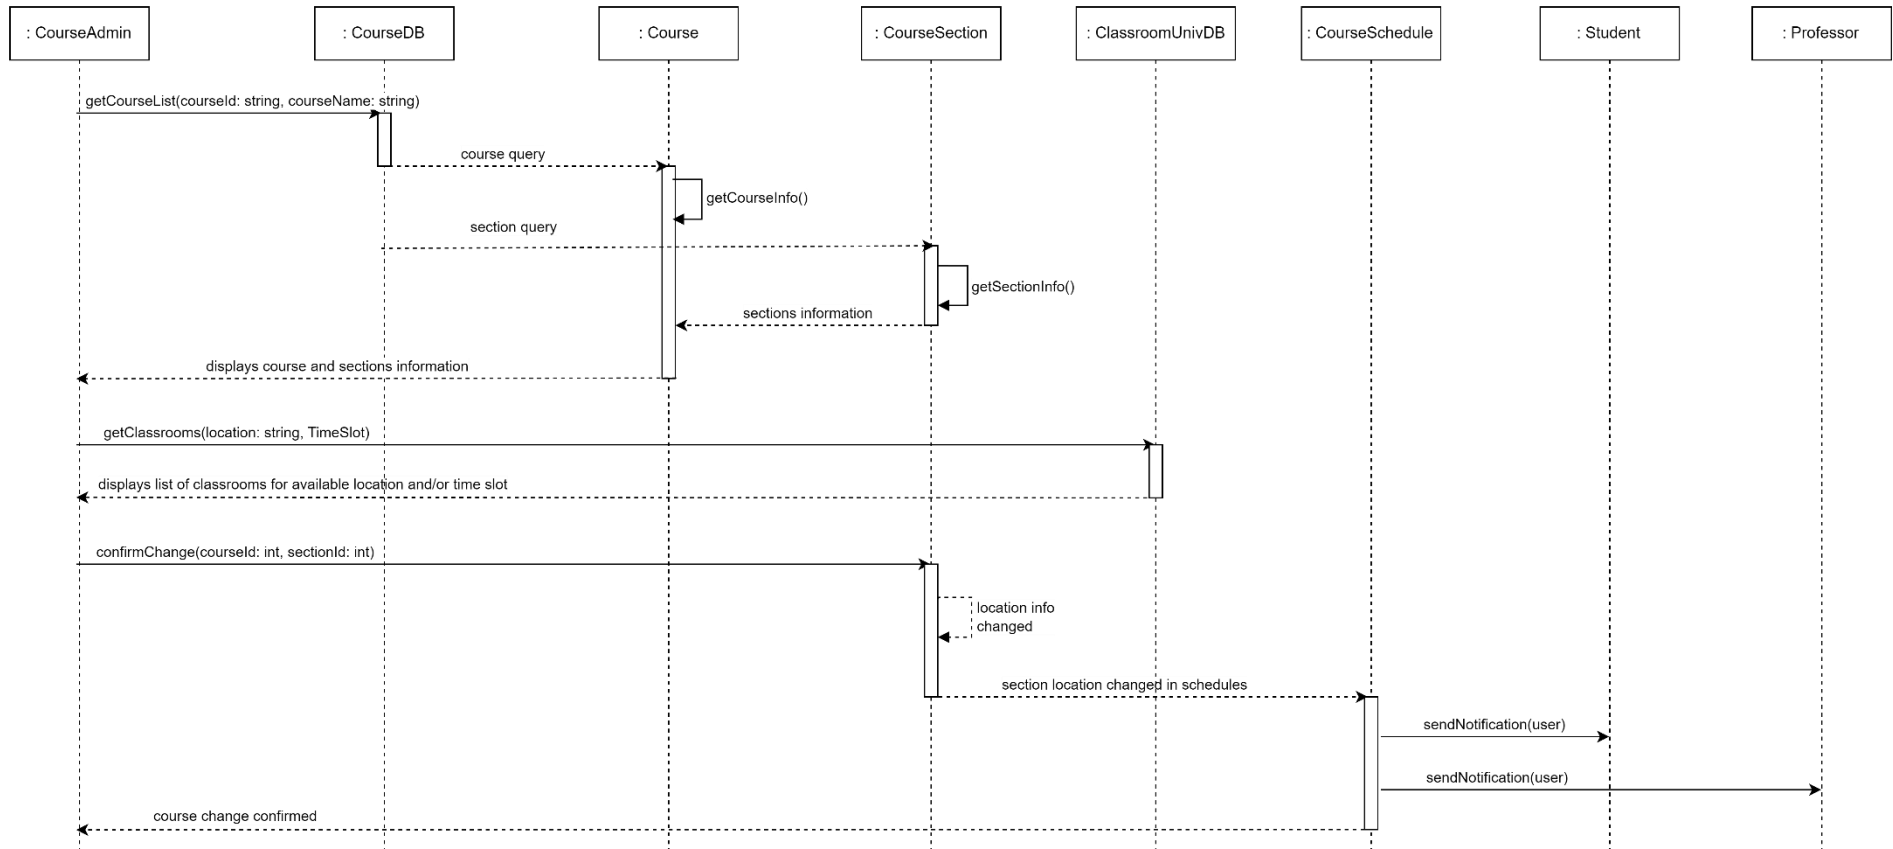 : CourseAdmin
: CourseDB
: Course
: CourseSection
: ClassroomUnivDB
: CourseSchedule
: Student
: Professor
getCourseList(courseId: string, courseName: string)
course query
getCourseInfo()
section query
getSectionInfo()
sections information
displays course and sections information
getClassrooms(location: string, TimeSlot)
displays list of classrooms for available location and/or time slot
confirmChange(courseId: int, sectionId: int)
location info
changed
section location changed in schedules
sendNotification(user)
sendNotification(user)
course change confirmed